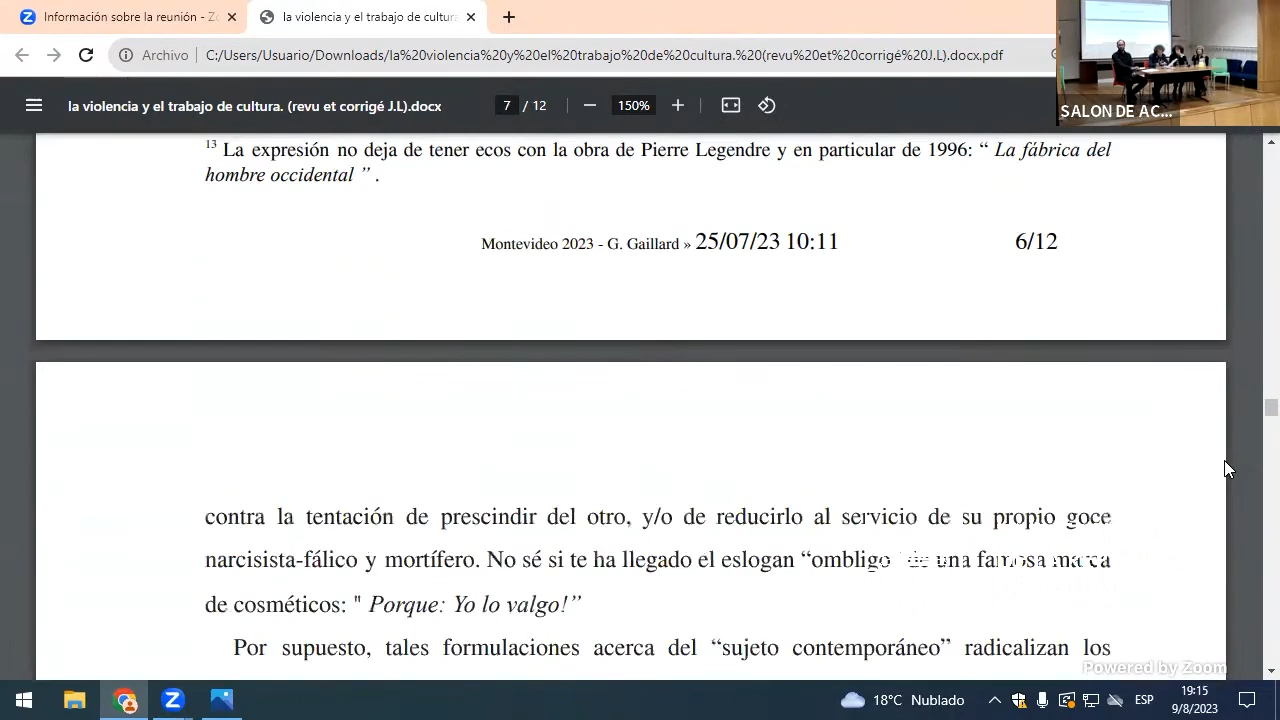 Información sobre la reunión - Zo
la violencia y el trabajo de cultura
Archivo
C:/Users/Usuario/Downloads/la%20violencia%20y%20el%20trabajo%20de%20cultura%20(revu%20et%20corrigé%20J.L).docx.pdf
la violencia y el trabajo de cultura. (revu et corrigé J.L).docx
7 / 12
150%
SALON DE AC...
13 La expresión no deja de tener ecos con la obra de Pierre Legendre y en particular de 1996: “ La fábrica del
hombre occidental ” .
Montevideo 2023 - G. Gaillard » 25/07/23 10:11 6/12
contra la tentación de prescindir del otro, y/o de reducirlo al servicio de su propio goce
narcisista-fálico y mortífero. No sé si te ha llegado el eslogan “ombligo” de una famosa marca
de cosméticos: " Porque: Yo lo valgo!”
Por supuesto, tales formulaciones acerca del “sujeto contemporáneo” radicalizan los
Powered by Zoom
18°C Nublado
ESP
19:15
9/8/2023